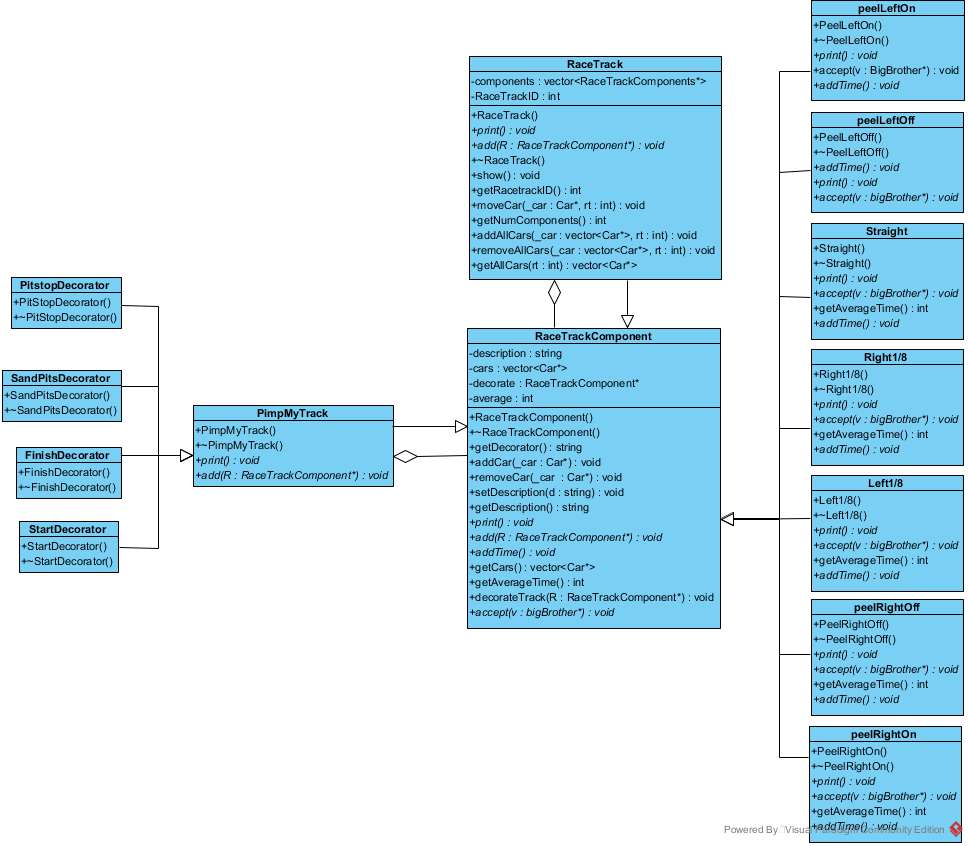 peelLeftOn
+PeelLeftOn()
+~PeelLeftOn()
+print() : void
+accept(v : BigBrother*) : void
+addTime() : void
RaceTrack
-components : vector<RaceTrackComponents*>
-RaceTrackID : int
+RaceTrack()
+print() : void
+add(R : RaceTrackComponent*) : void
+~RaceTrack()
+show() : void
+getRacetrackID() : int
+moveCar(_car : Car*, rt : int) : void
+getNumComponents() : int
+addAllCars(_car : vector<Car*>, rt : int) : void
+removeAllCars(_car : vector<Car*>, rt : int) : void
+getAllCars(rt : int) : vector<Car*>
peelLeftOff
+PeelLeftOff()
+~PeelLeftOff()
+addTime() : void
+print() : void
+accept(v : bigBrother*) : void
Straight
+Straight()
+~Straight()
+print() : void
+accept(v : bigBrother*) : void
+getAverageTime() : int
+addTime() : void
PitstopDecorator
+PitStopDecorator()
+~PitStopDecorator()
SandPitsDecorator
+SandPitsDecorator()
+~SandPitsDecorator()
FinishDecorator
+FinishDecorator()
+~FinishDecorator()
StartDecorator
+StartDecorator()
+~StartDecorator()
PimpMyTrack
+PimpMyTrack()
+~PimpMyTrack()
+print() : void
+add(R : RaceTrackComponent*) : void
RaceTrackComponent
-description : string
-cars : vector<Car*>
-decorate : RaceTrackComponent*
-average : int
+RaceTrackComponent()
+~RaceTrackComponent()
+getDecorator() : string
+addCar(_car : Car*) : void
+removeCar(_car : Car*) : void
+setDescription(d : string) : void
+getDescription() : string
+print() : void
+add(R : RaceTrackComponent*) : void
+addTime() : void
+getCars() : vector<Car*>
+getAverageTime() : int
+decorateTrack(R : RaceTrackComponent*) : void
+accept(v : bigBrother*) : void
Right1/8
+Right1/8()
+~Right1/8()
+print() : void
+accept(v : bigBrother*) : void
+getAverageTime() : int
+addTime() : void
Left1/8
+Left1/8()
+~Left1/8()
+print() : void
+accept(v : bigBrother*) : void
+getAverageTime() : int
+addTime() : void
peelRightOff
+PeelRightOff()
+~PeelRightOff()
+print() : void
+accept(v : bigBrother*) : void
+getAverageTime() : int
+addTime() : void
peelRightOn
+PeelRightOn()
+~PeelRightOn()
+print() : void
+accept(v : bigBrother*) : void
+getAverageTime() : int
+addTime() : void
Powered By Visual Paradigm Community Edition